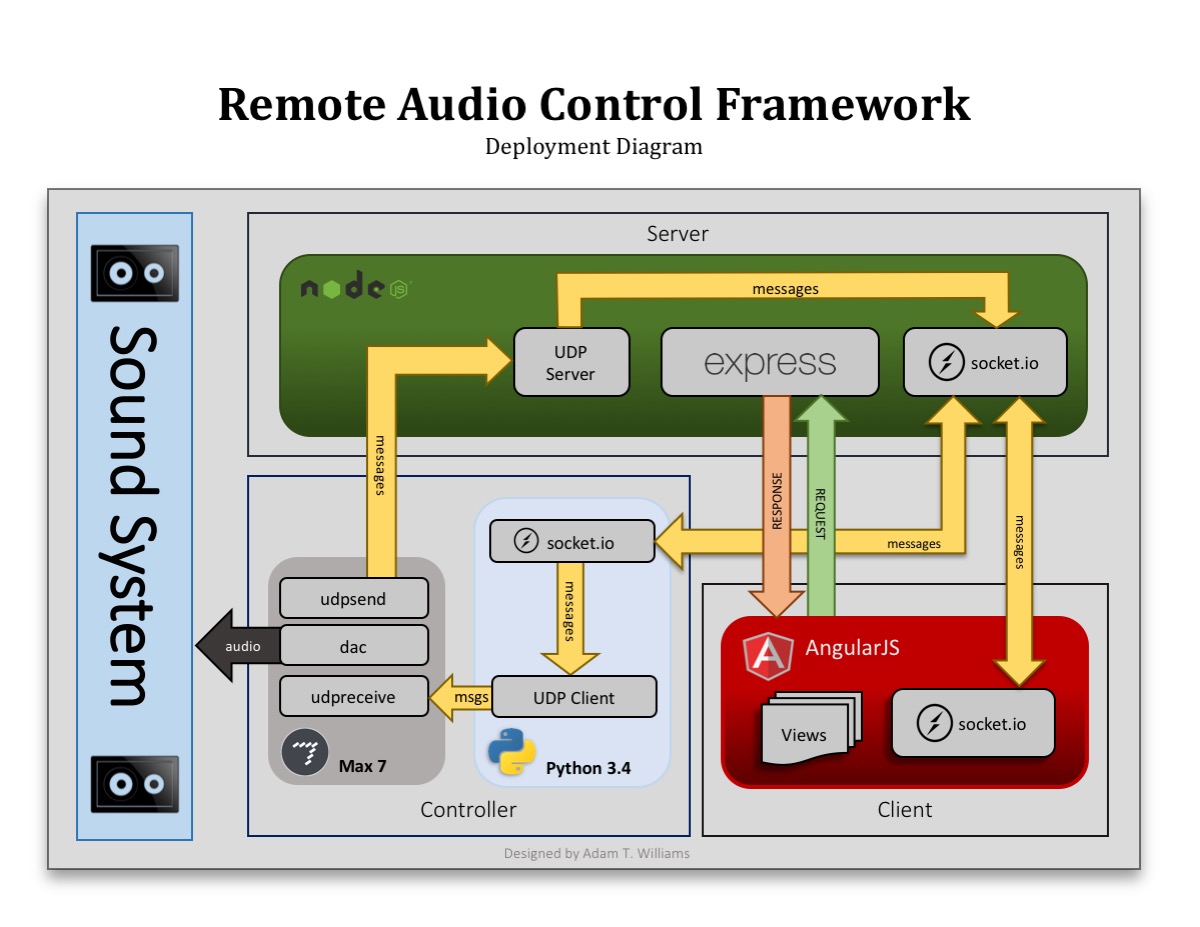 Remote Audio Control Framework
Deployment Diagram
Server
node JS
messages
UDP
Server
express
socket.io
messages
RESPONSE
REQUEST
messages
messages
Sound System
socket.io
messages
udpsend
audio
dac
udpreceive
msgs
UDP Client
Max 7
Python 3.4
Controller
AngularJS
Views
socket.io
Client
Designed by Adam T. Williams